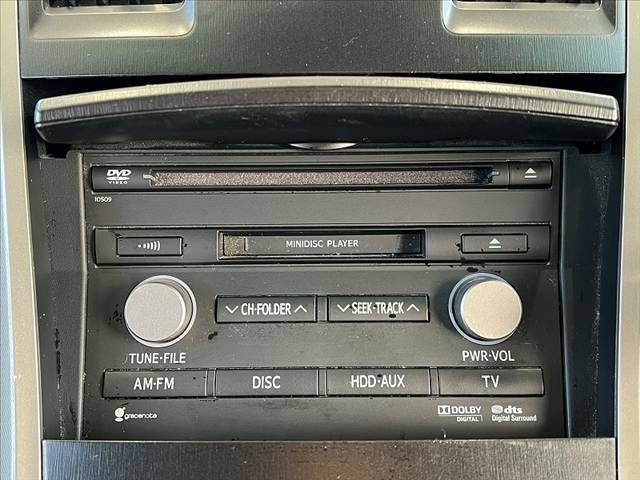 DVD
VIDEO
10509
MINIDISC PLAYER
CH·FOLDER
SEEK·TRACK
TUNE·FILE
PWR·VOL
AM·FM
DISC
HDD·AUX
TV
gracenote
DOLBY
DIGITAL
dts
Digital Surround